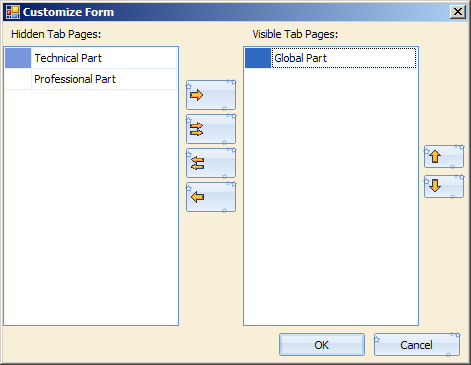 Customize Form
Hidden Tab Pages:
Visible Tab Pages:
Technical Part
Professional Part
Global Part
OK
Cancel